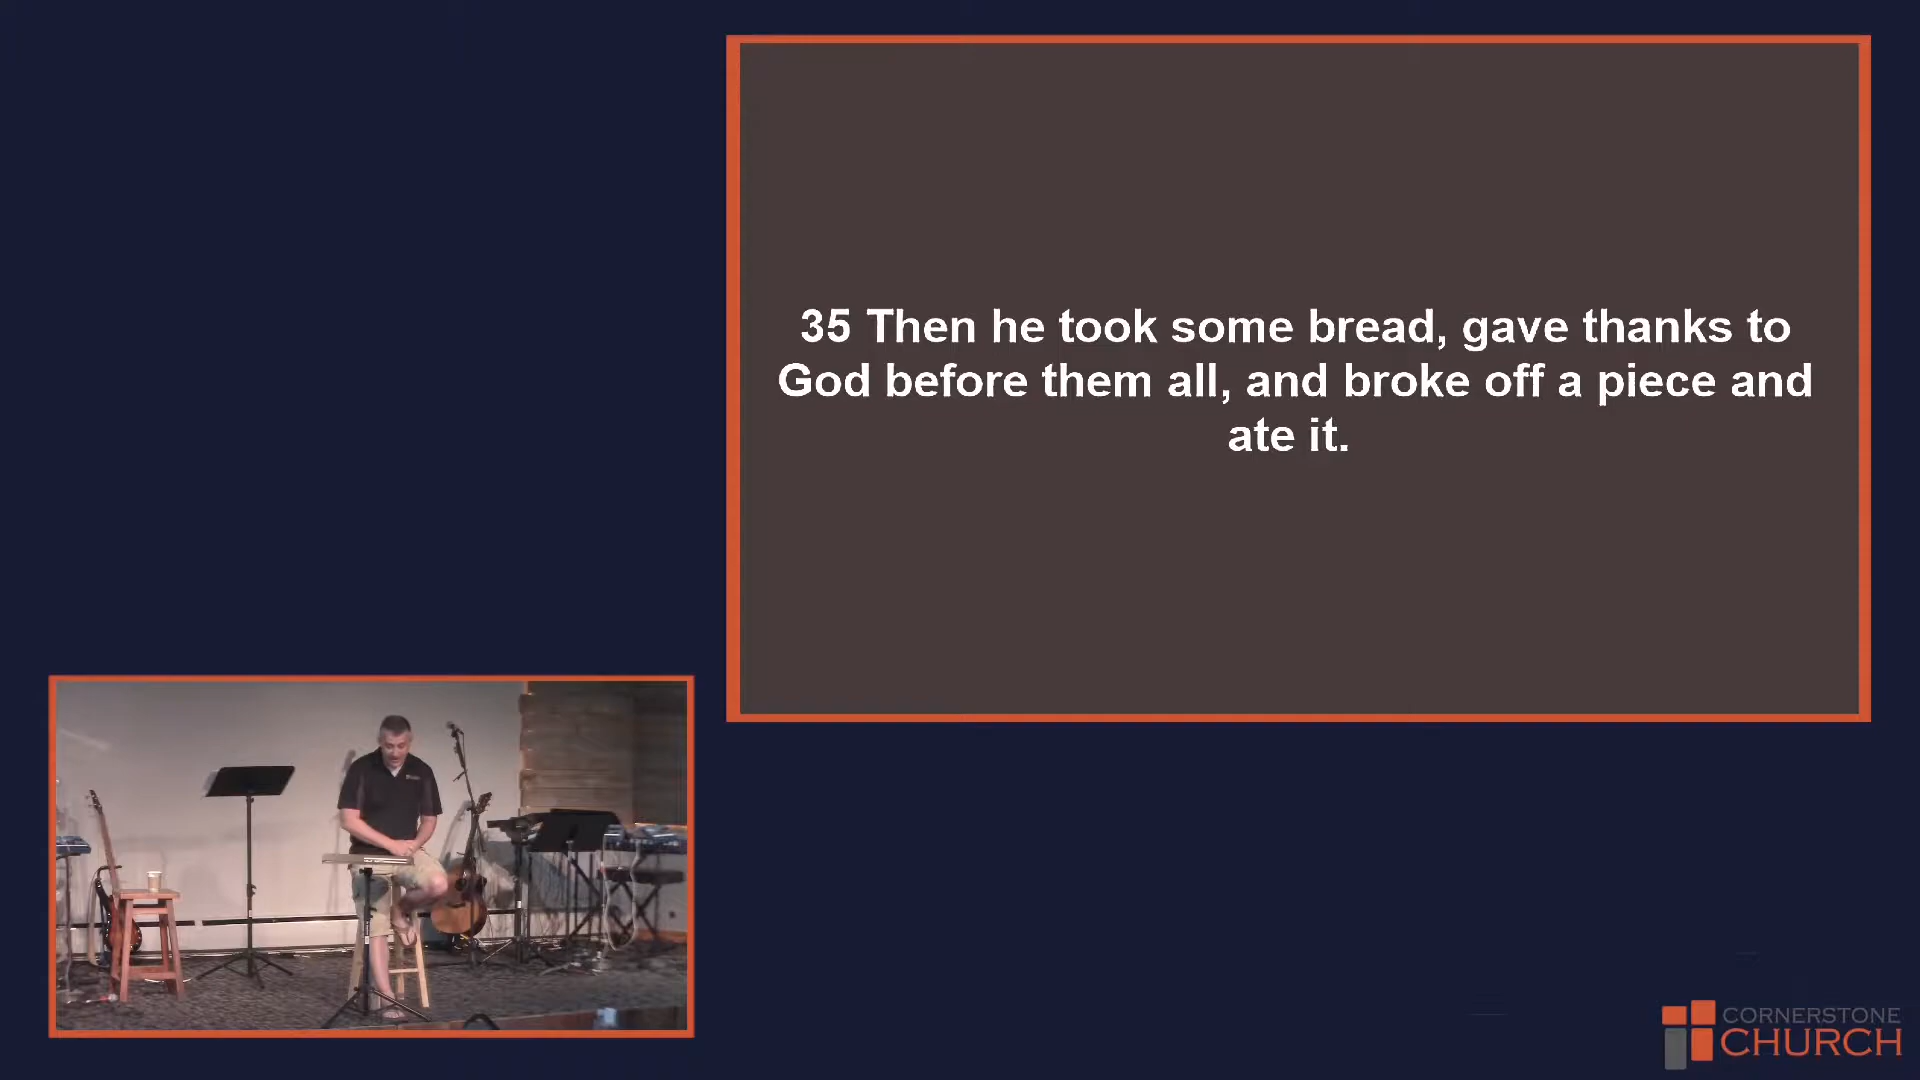 35 Then he took some bread, gave thanks to
God before them all, and broke off a piece and
ate it.
CORNERSTONE
CHURCH